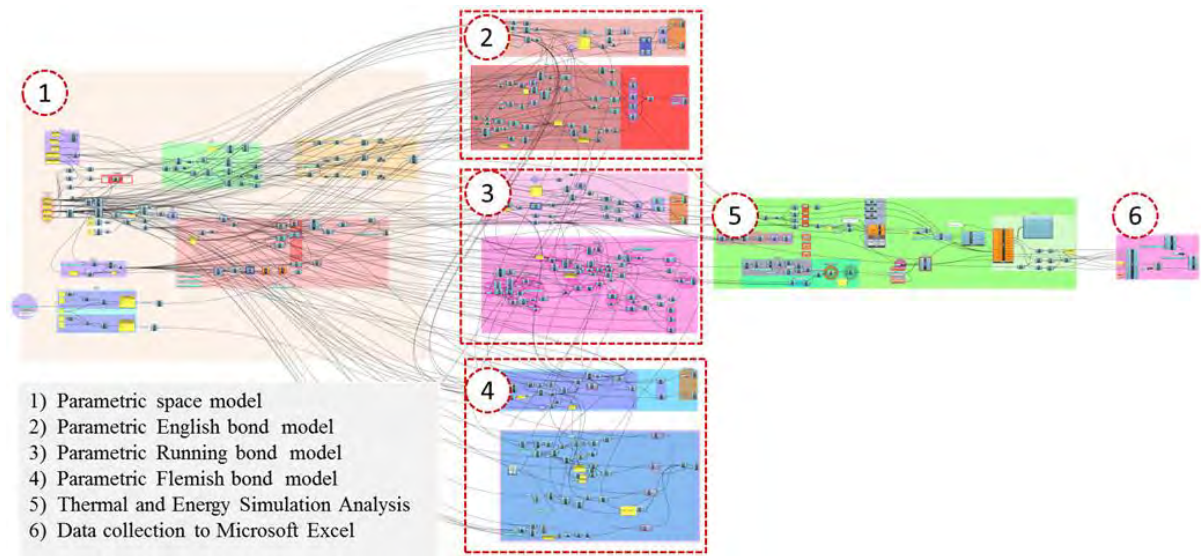 1
2
3
4
5
6
1) Parametric space model
2) Parametric English bond model
3) Parametric Running bond model
4) Parametric Flemish bond model
5) Thermal and Energy Simulation Analysis
6) Data collection to Microsoft Excel